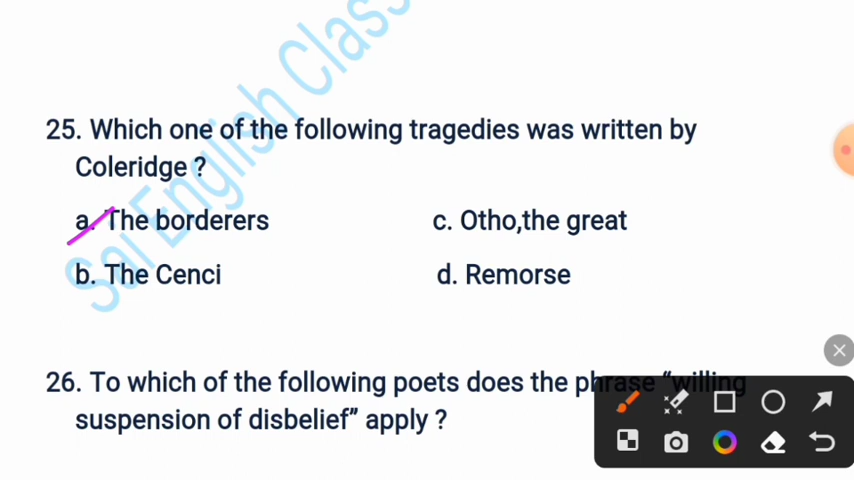 Sai English Class
25. Which one of the following tragedies was written by
Coleridge ?
a. The borderers
c. Otho,the great
b. The Cenci
d. Remorse
26. To which of the following poets does the phrase “willing
suspension of disbelief” apply ?